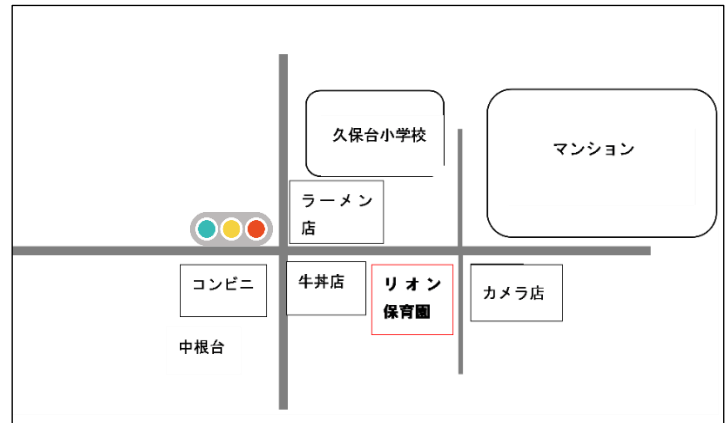 久保台小学校
マンション
ラーメン
店
コンビニ
牛丼店
リオン
保育園
カメラ店
中根台